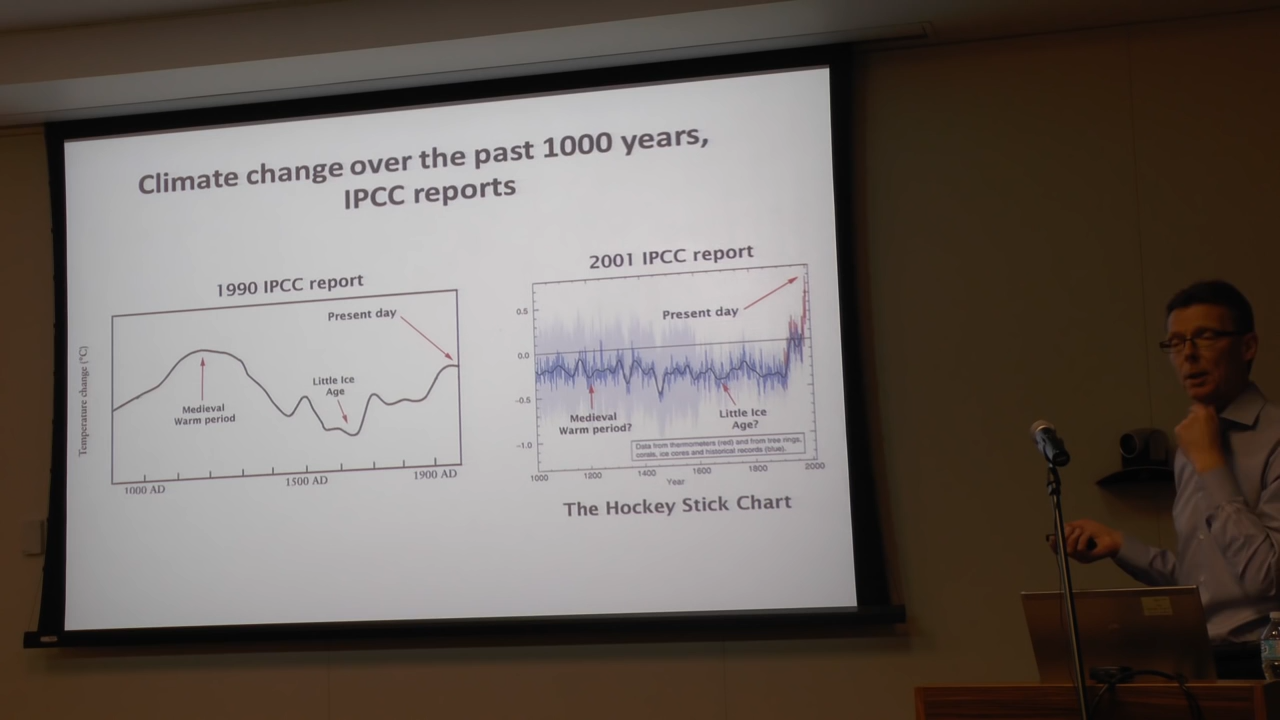 Climate change over the past 1000 years,
IPCC reports
1990 IPCC report
Temperature change (°C)
Present day
Medieval
Warm period
Little Ice
Age
1000 AD
1500 AD
1900 AD
2001 IPCC report
Present day
0.5
0.0
-0.5
-1.0
Medieval
Warm period?
Little Ice
Age?
Data from thermometers (red) and from tree rings,
corals, ice cores and historical records (blue).
1000
1200
1400
1600
1800
2000
Year
The Hockey Stick Chart